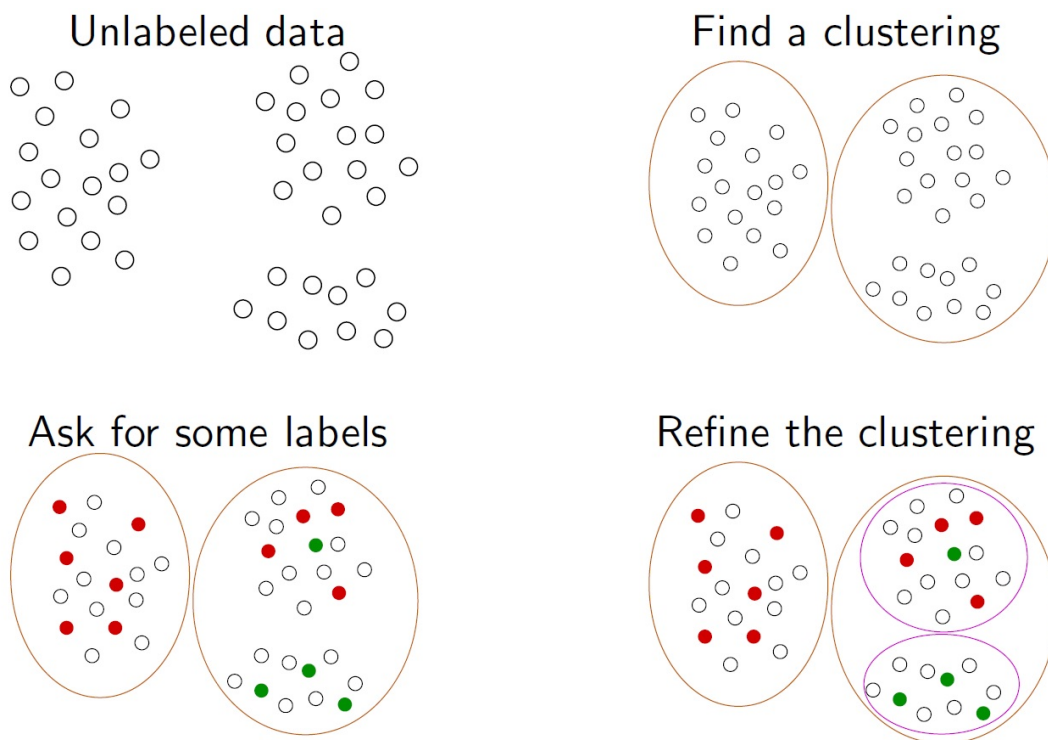 Unlabeled data
Find a clustering
Ask for some labels
Refine the clustering